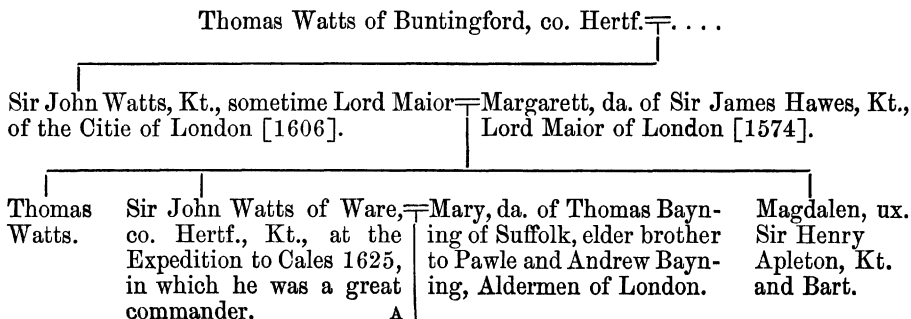 Thomas Watts of Buntingford, co. Hertf.=. . . .
Sir John Watts, Kt., sometime Lord Maior=Margarett, da. of Sir James Hawes, Kt.,
of the Citie of London [1606]. Lord Maior of London [1574].
Thomas
Watts.
Sir John Watts of Ware,=Mary, da. of Thomas Bayn-
co. Hertf., Kt., at the ing of Suffolk, elder brother
Expedition to Cales 1625, to Pawle and Andrew Bayn-
in which he was a great ing, Aldermen of London.
commander. A
Magdalen, ux.
Sir Henry
Apleton, Kt.
and Bart.